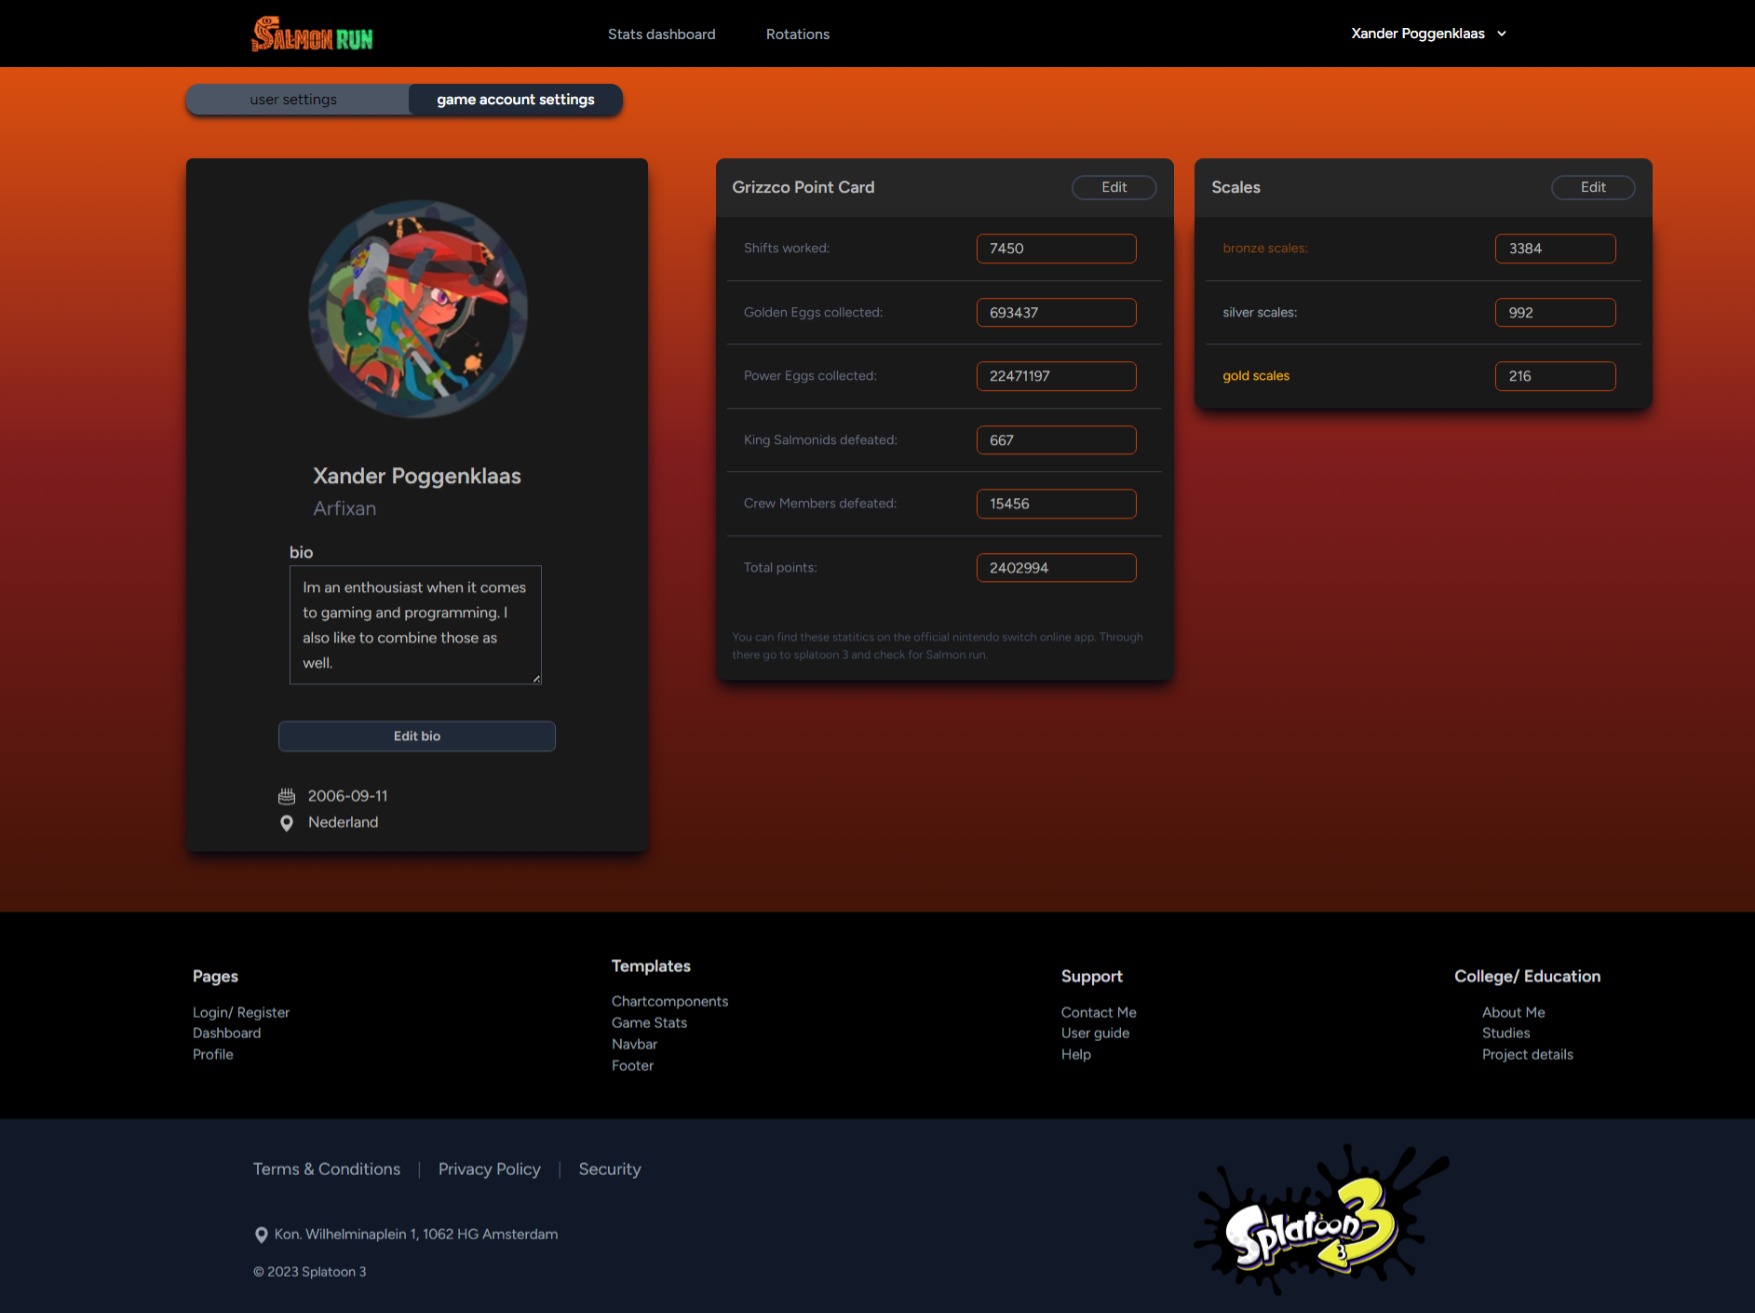 SALMON RUN
Stats dashboard
Rotations
Xander Poggenklaas
user settings
game account settings
Xander Poggenklaas
Arfixan
bio
Im an enthousiast when it comes
to gaming and programming. I
also like to combine those as
well.
Edit bio
2006-09-11
Nederland
Grizzco Point Card
Edit
Shifts worked:
7450
Golden Eggs collected:
693437
Power Eggs collected:
22471197
King Salmonids defeated:
667
Crew Members defeated:
15456
Total points:
2402994
You can find these statitics on the official nintendo switch online app. Through
there go to splatoon 3 and check for Salmon run.
Scales
Edit
bronze scales:
3384
silver scales:
992
gold scales
216
Pages
Login/ Register
Dashboard
Profile
Templates
Chartcomponents
Game Stats
Navbar
Footer
Support
Contact Me
User guide
Help
College/ Education
About Me
Studies
Project details
Terms & Conditions | Privacy Policy | Security
Kon. Wilhelminaplein 1, 1062 HG Amsterdam
© 2023 Splatoon 3
Splatoon 3